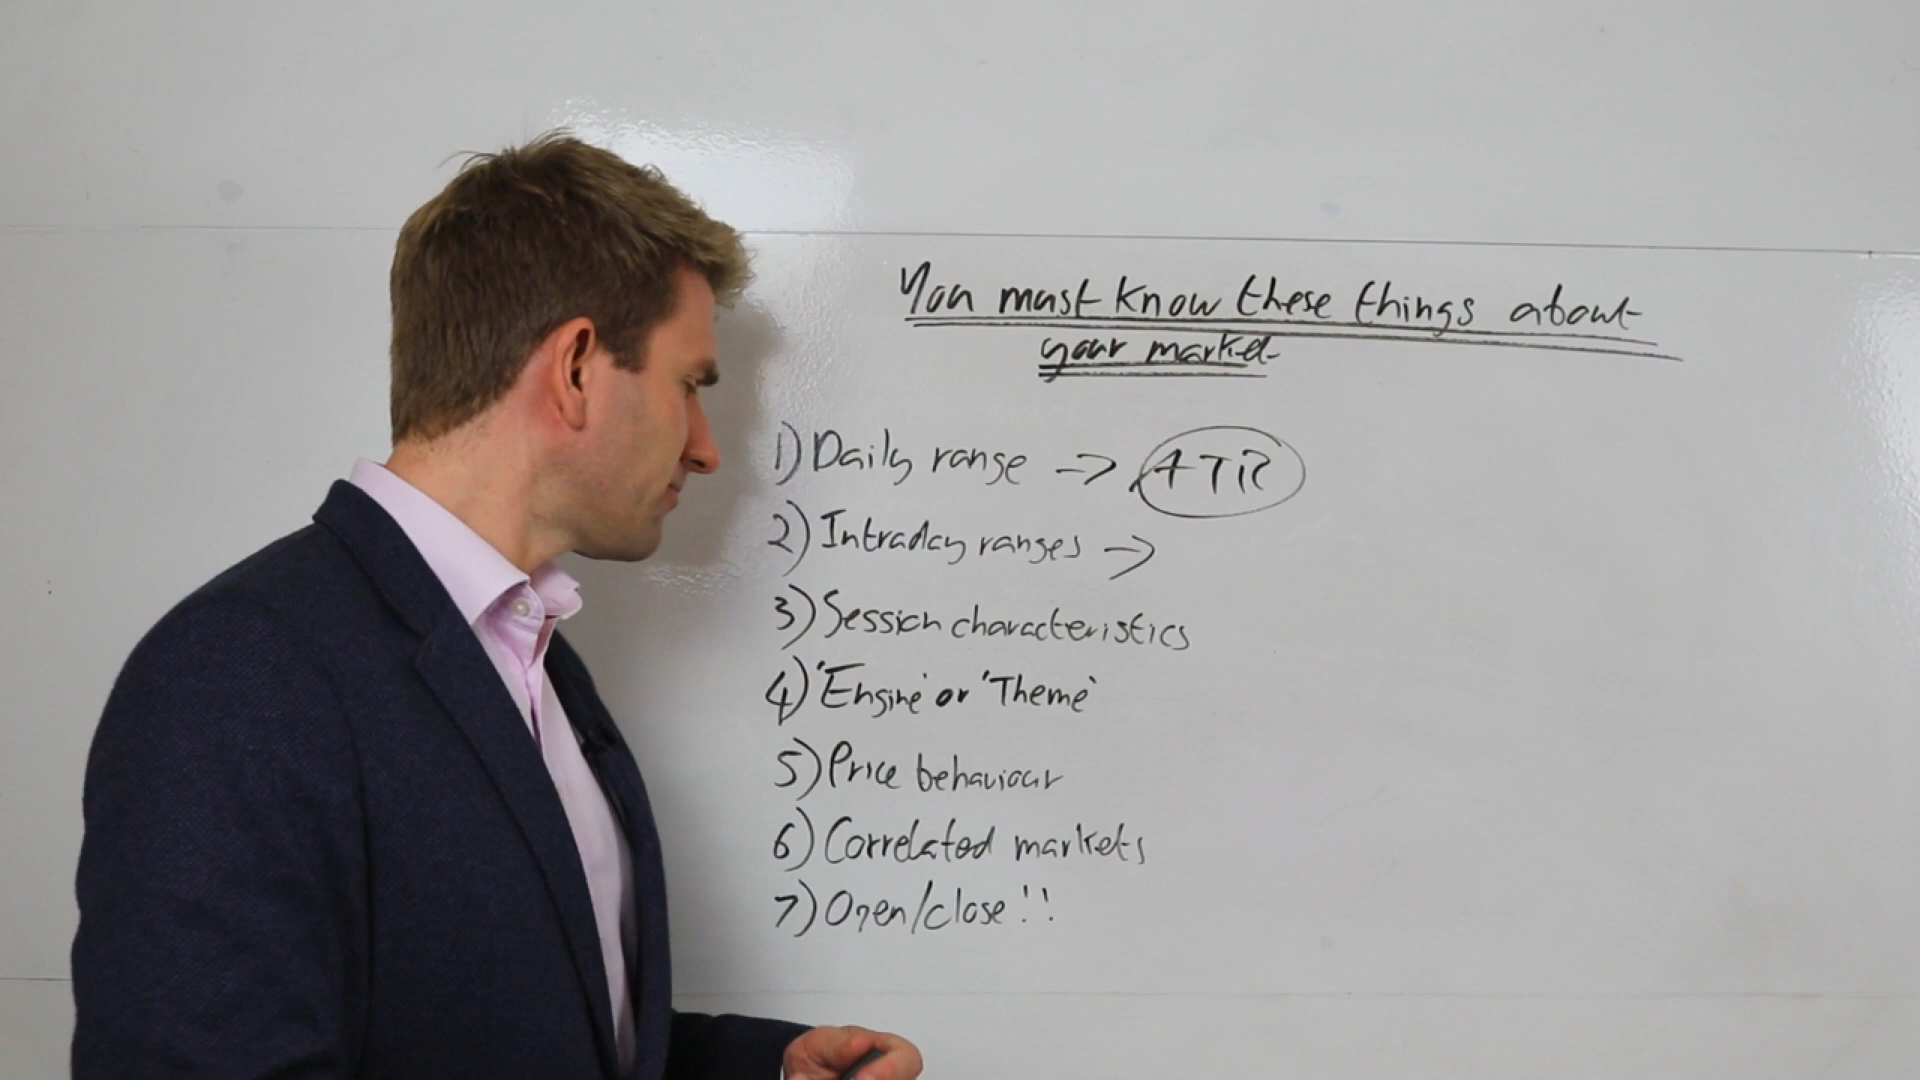 You must know these things about
your market
1) Daily range -> ATR
2) Intraday ranges ->
3) Session characteristics
4) 'Engine' or 'Theme'
5) Price behaviour
6) Correlated markets
7) Open/close!!